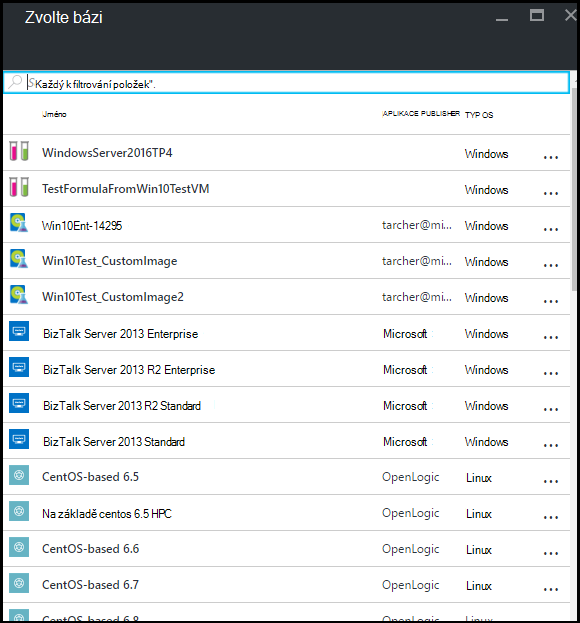 Zvolte bázi
S Každý k filtrování položek".
Jméno APLIKACE PUBLISHER TYP OS
WindowsServer2016TP4 Windows ...
TestFormulaFromWin10TestVM Windows ...
Win10Ent-14295 tarcher@mi... Windows ...
Win10Test_CustomImage tarcher@mi... Windows ...
Win10Test_CustomImage2 tarcher@mi... Windows ...
BizTalk Server 2013 Enterprise Microsoft Windows ...
BizTalk Server 2013 R2 Enterprise Microsoft Windows ...
BizTalk Server 2013 R2 Standard Microsoft Windows ...
BizTalk Server 2013 Standard Microsoft Windows ...
CentOS-based 6.5 OpenLogic Linux ...
Na základě centos 6.5 HPC OpenLogic Linux ...
CentOS-based 6.6 OpenLogic Linux ...
CentOS-based 6.7 OpenLogic Linux ...
CentOS-based 6.8 OpenLogic Linux ...